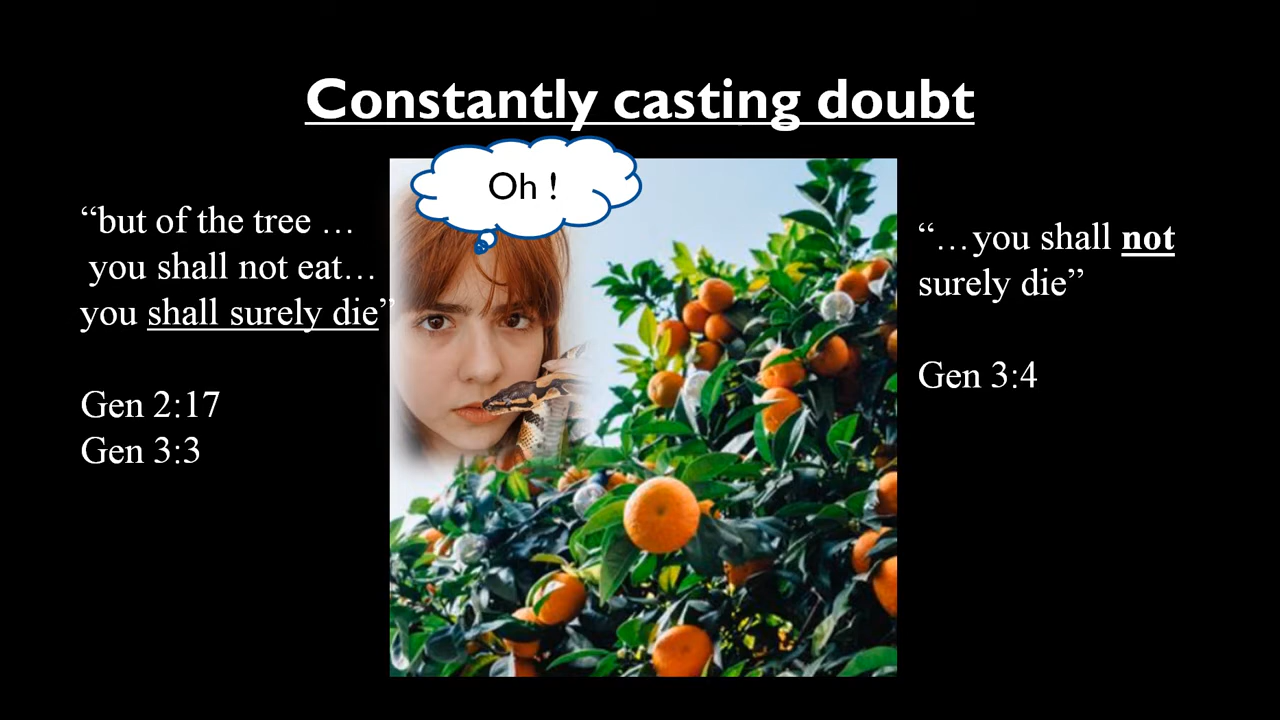 Constantly casting doubt
Oh !
“but of the tree …
you shall not eat…
you shall surely die”
Gen 2:17
Gen 3:3
“…you shall not
surely die”
Gen 3:4